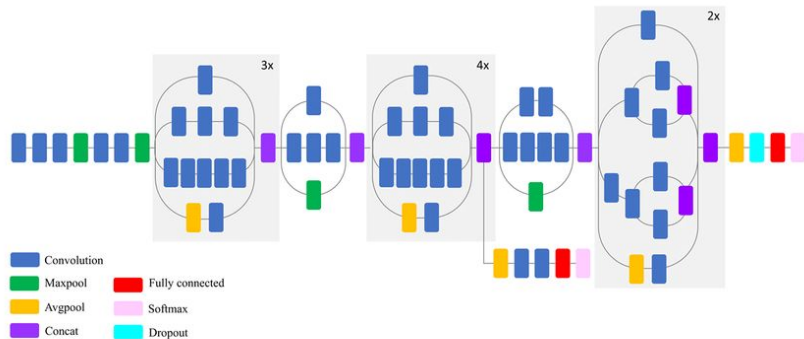 3x
4x
2x
Convolution
Maxpool
Avgpool
Concat
Fully connected
Softmax
Dropout